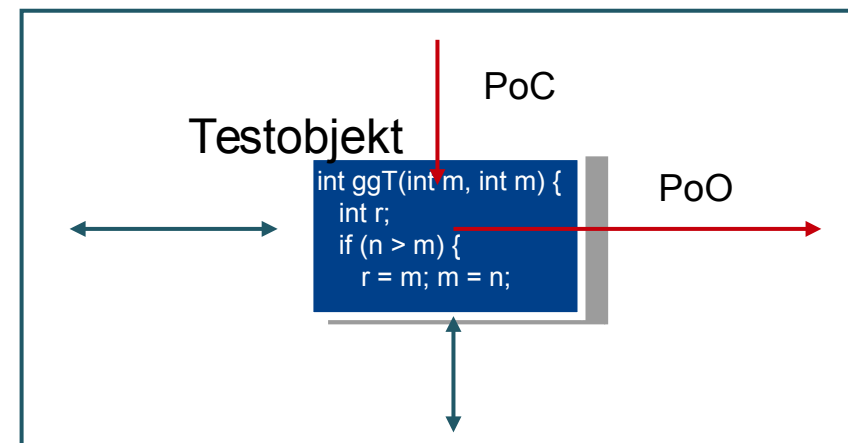 PoC
Testobjekt
int ggT(int m, int m) {
int r;
if (n > m) {
r = m; m = n;
PoO